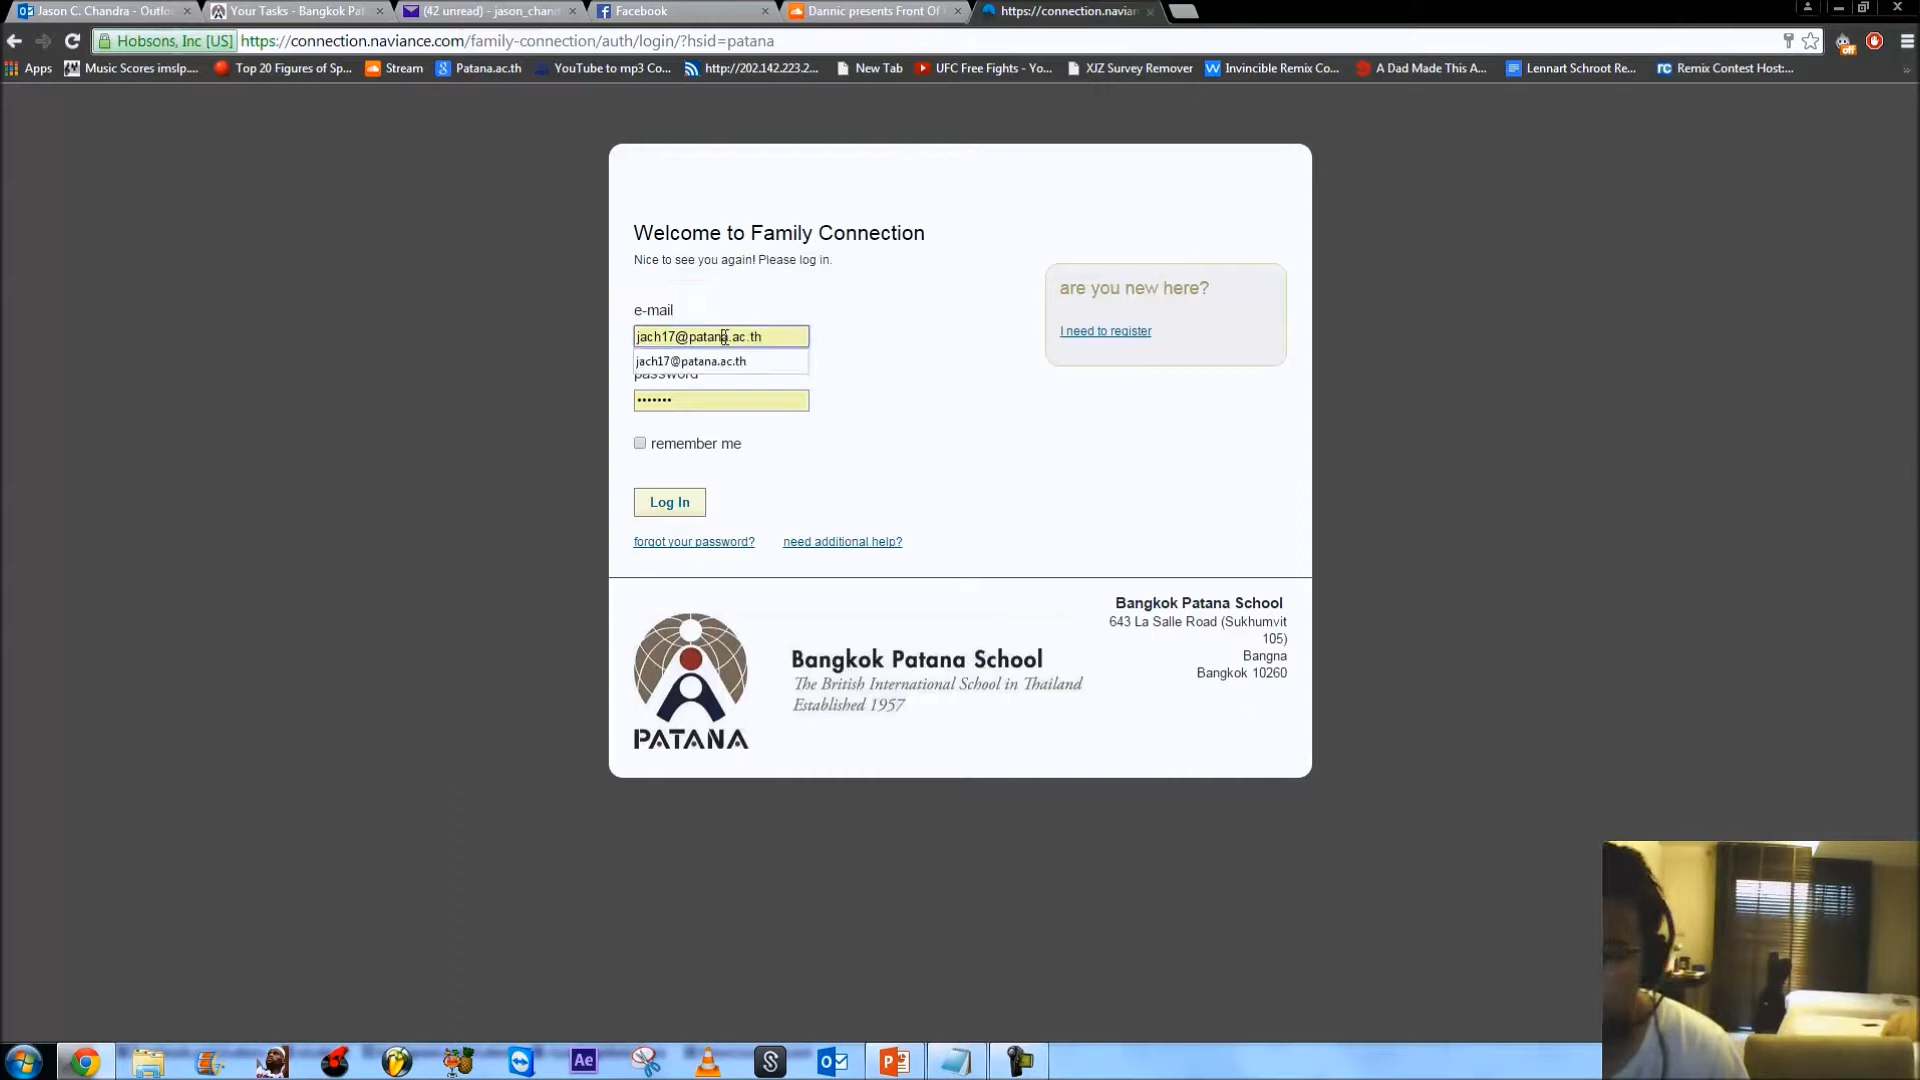 Jason C. Chandra - Outlo
Your Tasks - Bangkok Pat
(42 unread) - jason_chand
Facebook
Dannic presents Front Of
https://connection.navian
Hobsons, Inc [US]
https://connection.naviance.com/family-connection/auth/login/?hsid=patana
Apps
Music Scores imslp....
Top 20 Figures of Sp...
Stream
Patana.ac.th
YouTube to mp3 Co...
http://202.142.223.2...
New Tab
UFC Free Fights - Yo...
XJZ Survey Remover
Invincible Remix Co...
A Dad Made This A...
Lennart Schroot Re...
Remix Contest Host:...
Welcome to Family Connection
Nice to see you again! Please log in.
e-mail
jach17@patana.ac.th
jach17@patana.ac.th
password
remember me
Log In
forgot your password?
need additional help?
are you new here?
I need to register
Bangkok Patana School
643 La Salle Road (Sukhumvit
105)
Bangna
Bangkok 10260
PATANA
Bangkok Patana School
The British International School in Thailand
Established 1957
off
Ae